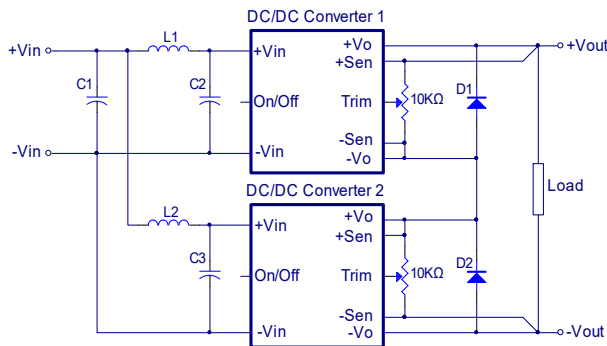 DC/DC Converter 1
+Vin
L1
+Vin
+Vo
+Vout
+Sen
C1
C2
D1
On/Off
Trim
10KΩ
-Sen
-Vin
-Vin
-Vo
DC/DC Converter 2
Load
L2
+Vin
+Vo
+Sen
C3
D2
On/Off
Trim
10KΩ
-Sen
-Vin
-Vo
-Vout